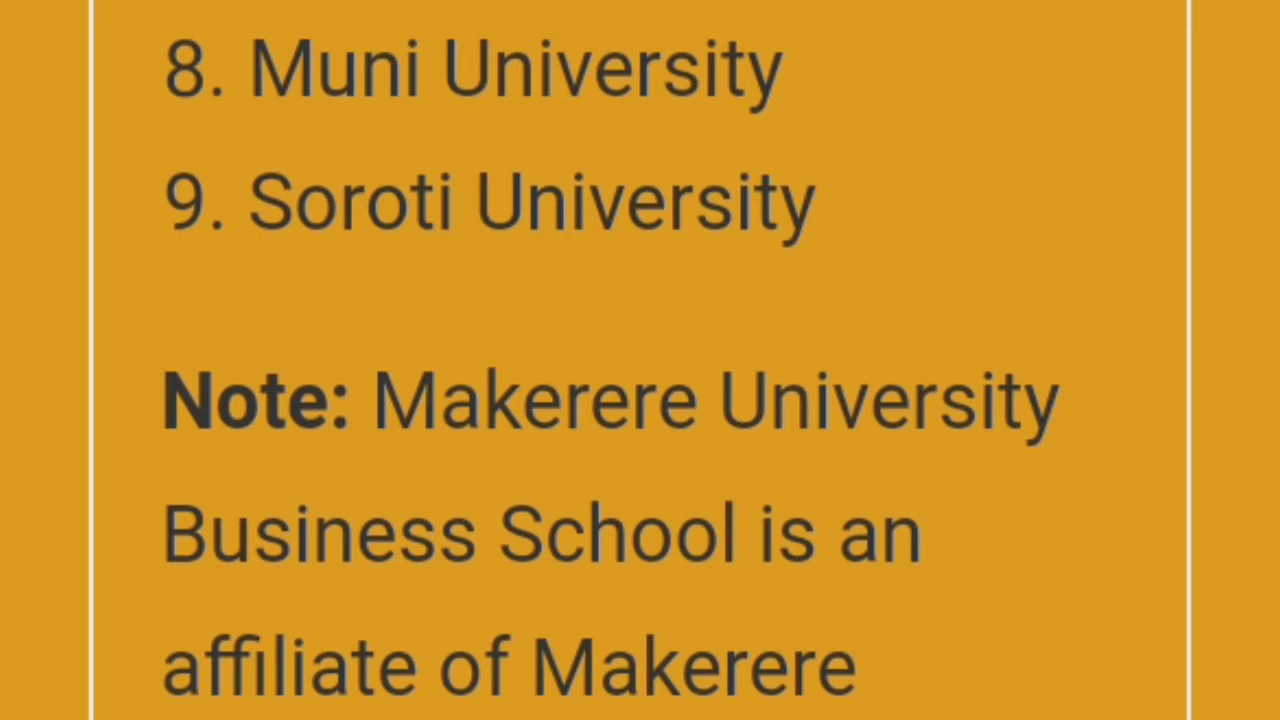 8. Muni University
9. Soroti University
Note: Makerere University
Business School is an
affiliate of Makerere